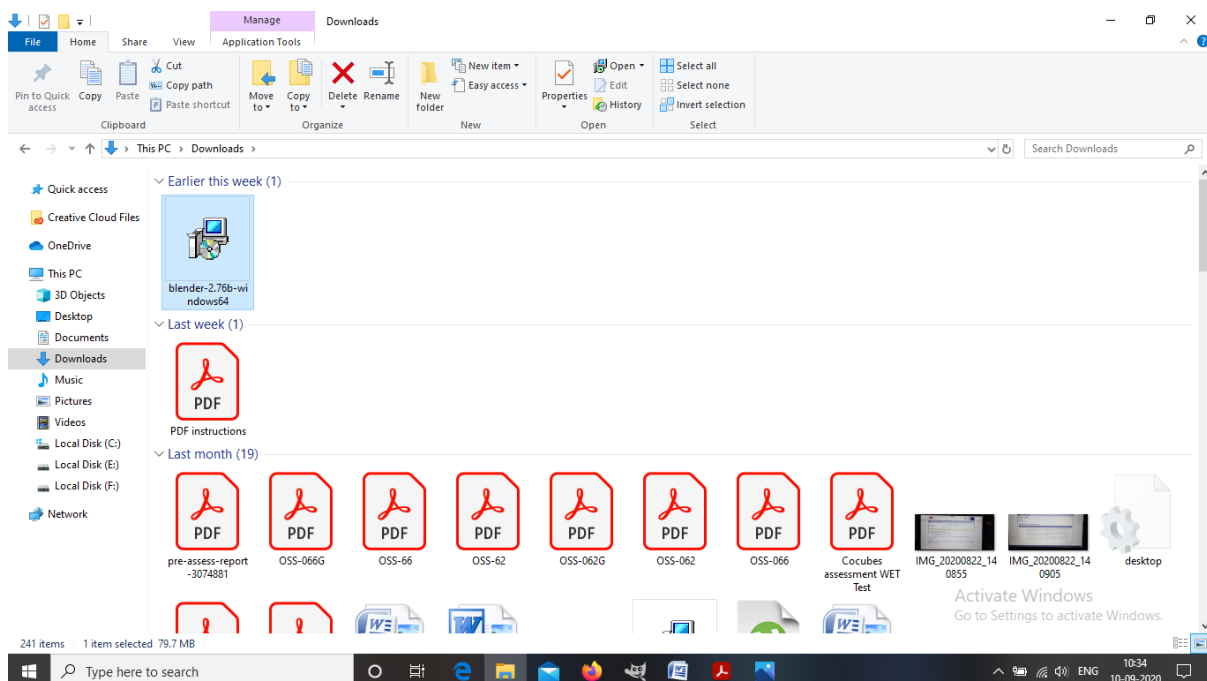 Manage
Downloads
File
Home
Share
View
Application Tools
Pin to Quick
access
Copy
Paste
Cut
Copy path
Paste shortcut
Clipboard
Move
to
Copy
to
Delete
Rename
Organize
New
folder
New item
Easy access
New
Properties
Open
Edit
History
Open
Select all
Select none
Invert selection
Select
This PC > Downloads >
Search Downloads
Quick access
Creative Cloud Files
OneDrive
This PC
3D Objects
Desktop
Documents
Downloads
Music
Pictures
Videos
Local Disk (C:)
Local Disk (E:)
Local Disk (F:)
Network
Earlier this week (1)
blender-2.76b-wi
ndows64
Last week (1)
PDF
PDF instructions
Last month (19)
PDF
pre-assess-report
-3074881
PDF
OSS-066G
PDF
OSS-66
PDF
OSS-62
PDF
OSS-062G
PDF
OSS-062
PDF
OSS-066
PDF
Cocubes
assessment WET
Test
IMG_20200822_14
0855
IMG_20200822_14
0905
desktop
Activate Windows
Go to Settings to activate Windows.
241 items
1 item selected 79.7 MB
Type here to search
ENG
10:34
10-09-2020